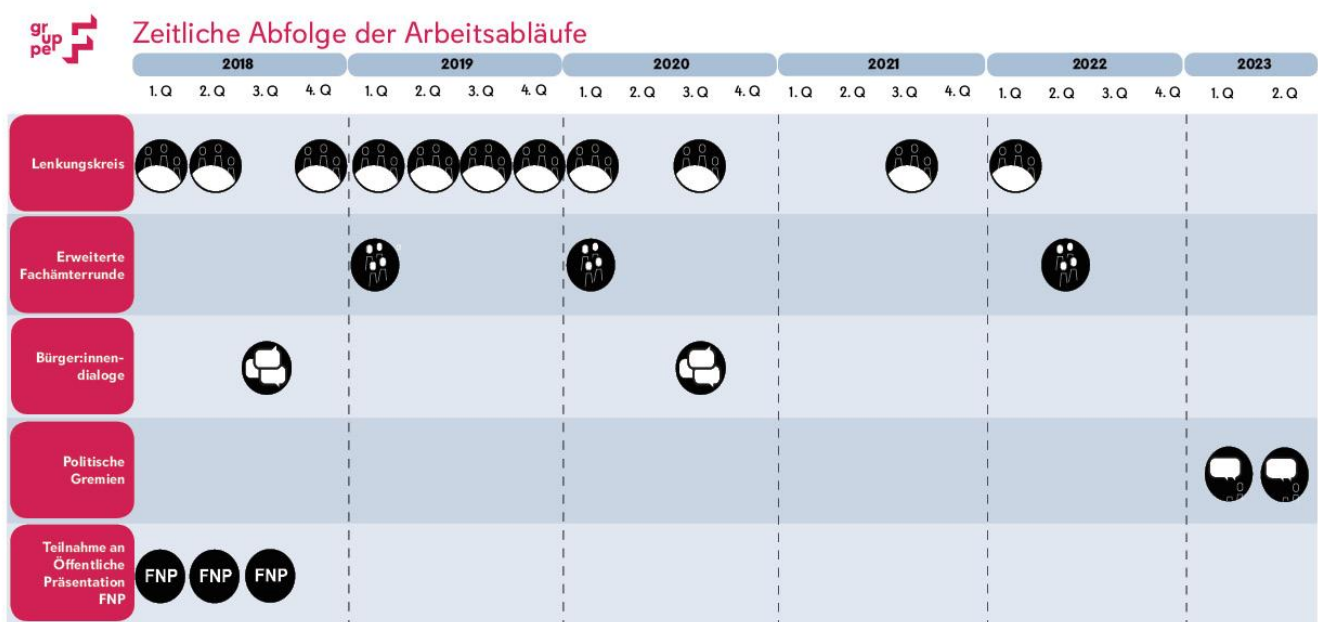 gr
up
pe
Zeitliche Abfolge der Arbeitsabläufe
2018 2019 2020 2021 2022 2023
1. Q 2. Q 3. Q 4. Q 1. Q 2. Q 3. Q 4. Q 1. Q 2. Q 3. Q 4. Q 1. Q 2. Q 3. Q 4. Q 1. Q 2. Q 3. Q 4. Q 1. Q 2. Q
Lenkungskreis
Erweiterte
Fachämterrunde
Bürger:innen-
dialoge
Politische
Gremien
Teilnahme an
Öffentliche
Präsentation
FNP
FNP FNP FNP